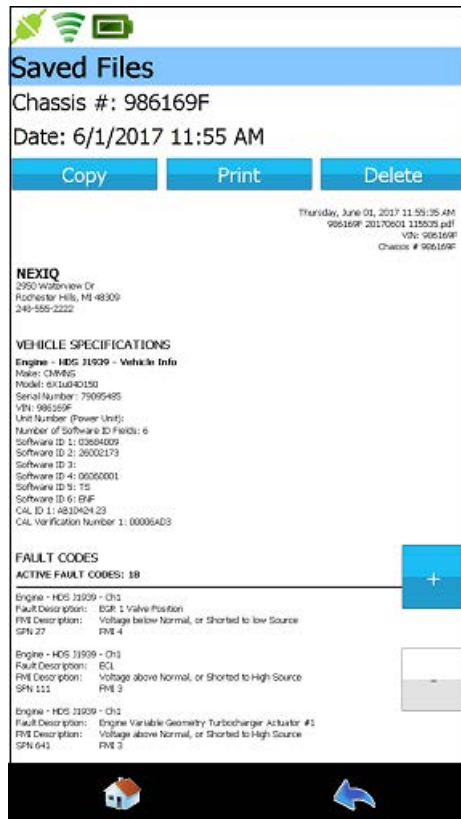 Saved Files
Chassis #: 986169F
Date: 6/1/2017 11:55 AM
Copy Print Delete
Thursday, June 01, 2017 11:55:35 AM
986169F 20170601 115535.pdf
VIN: 986169F
Chassis # 986169F
NEXIQ
2950 Waterview Dr
Rochester Hills, MI 48309
248-555-2222
VEHICLE SPECIFICATIONS
Engine - HDS J1939 - Vehicle Info
Make: CMMNS
Model: 6X1u04D150
Serial Number: 79095485
VIN: 986169F
Unit Number (Power Unit):
Number of Software ID Fields: 6
Software ID 1: 03684009
Software ID 2: 26002173
Software ID 3:
Software ID 4: 06060001
Software ID 5: TS
Software ID 6: ENF
CAL ID 1: AB10424.23
CAL Verification Number 1: 00006AD3
FAULT CODES
ACTIVE FAULT CODES: 18
+
Engine - HDS J1939 - Ch1
Fault Description: EGR 1 Valve Position
FMI Description: Voltage below Normal, or Shorted to low Source
SPN 27 FMI 4
Engine - HDS J1939 - Ch1
Fault Description: ECL
FMI Description: Voltage above Normal, or Shorted to High Source
SPN 111 FMI 3
-
Engine - HDS J1939 - Ch1
Fault Description: Engine Variable Geometry Turbocharger Actuator #1
FMI Description: Voltage above Normal, or Shorted to High Source
SPN 641 FMI 3